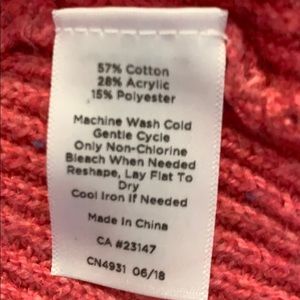 57% Cotton
28% Acrylic
15% Polyester
Machine Wash Cold
Gentle Cycle
Only Non-Chlorine
Bleach When Needed
Reshape, Lay Flat To
Dry
Cool Iron If Needed
Made In China
CA #23147
CN4931 06/18